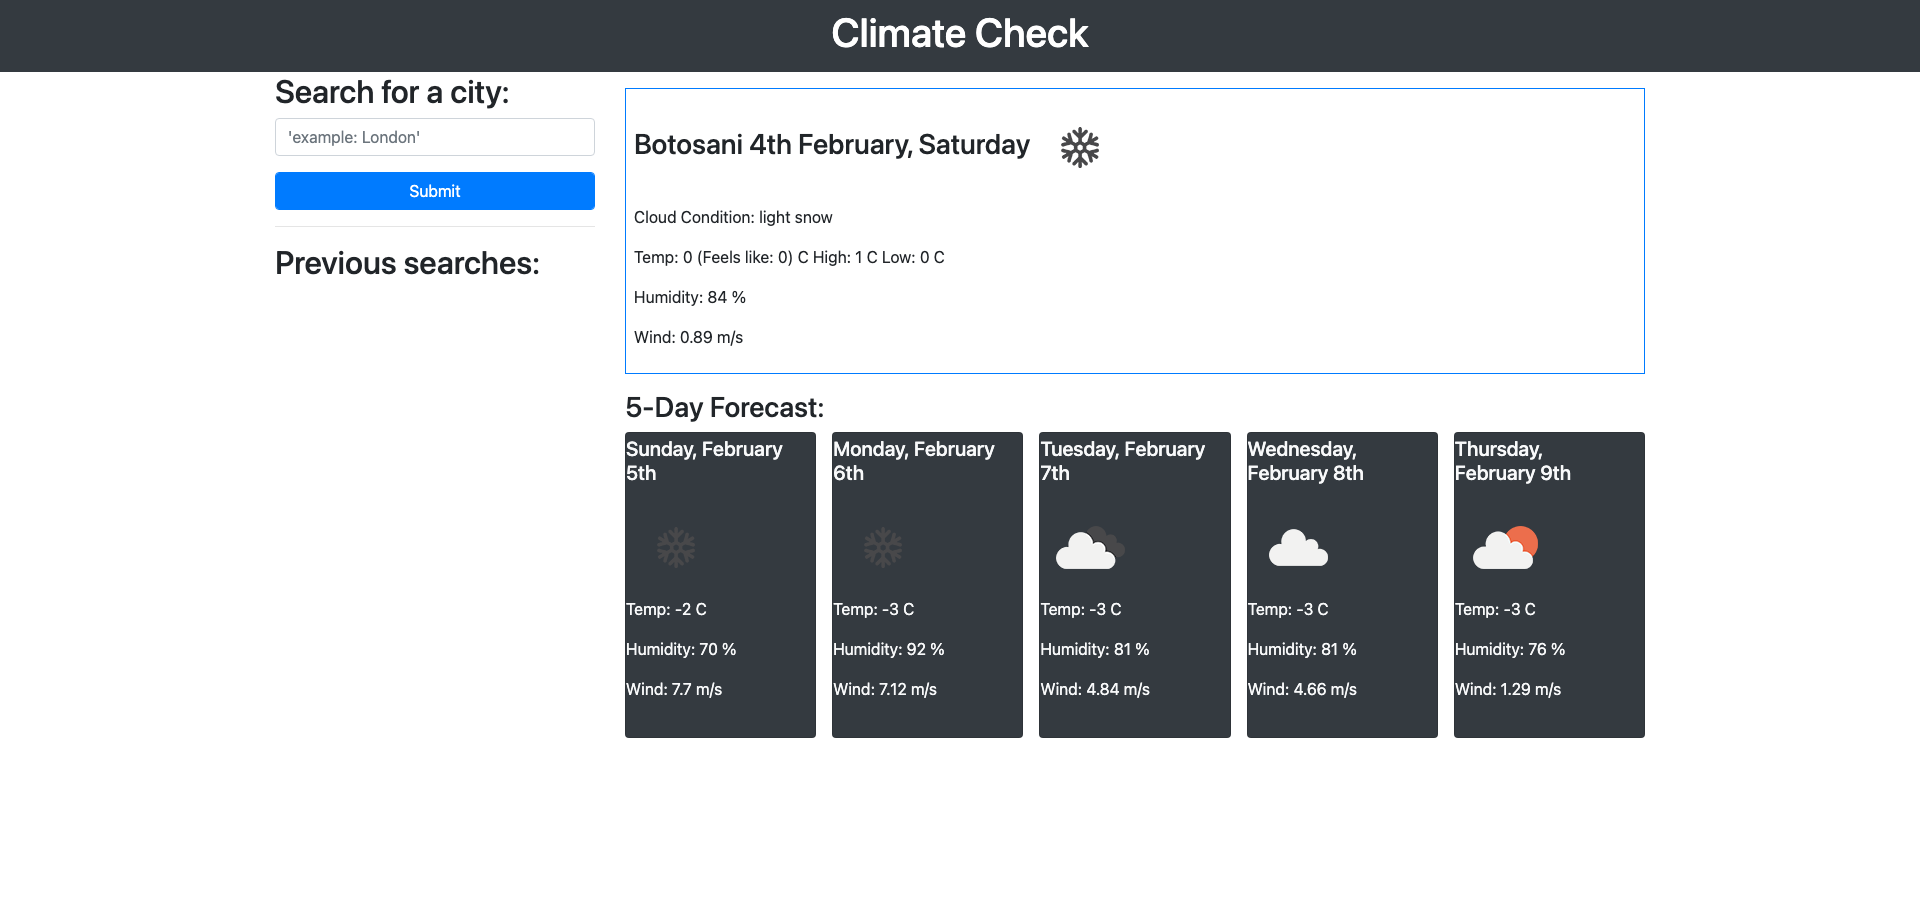 Climate Check
Search for a city:
'example: London'
Submit
Previous searches:
Botosani 4th February, Saturday
Cloud Condition: light snow
Temp: 0 (Feels like: 0) C High: 1 C Low: 0 C
Humidity: 84 %
Wind: 0.89 m/s
5-Day Forecast:
Sunday, February
5th
Temp: -2 C
Humidity: 70 %
Wind: 7.7 m/s
Monday, February
6th
Temp: -3 C
Humidity: 92 %
Wind: 7.12 m/s
Tuesday, February
7th
Temp: -3 C
Humidity: 81 %
Wind: 4.84 m/s
Wednesday,
February 8th
Temp: -3 C
Humidity: 81 %
Wind: 4.66 m/s
Thursday,
February 9th
Temp: -3 C
Humidity: 76 %
Wind: 1.29 m/s